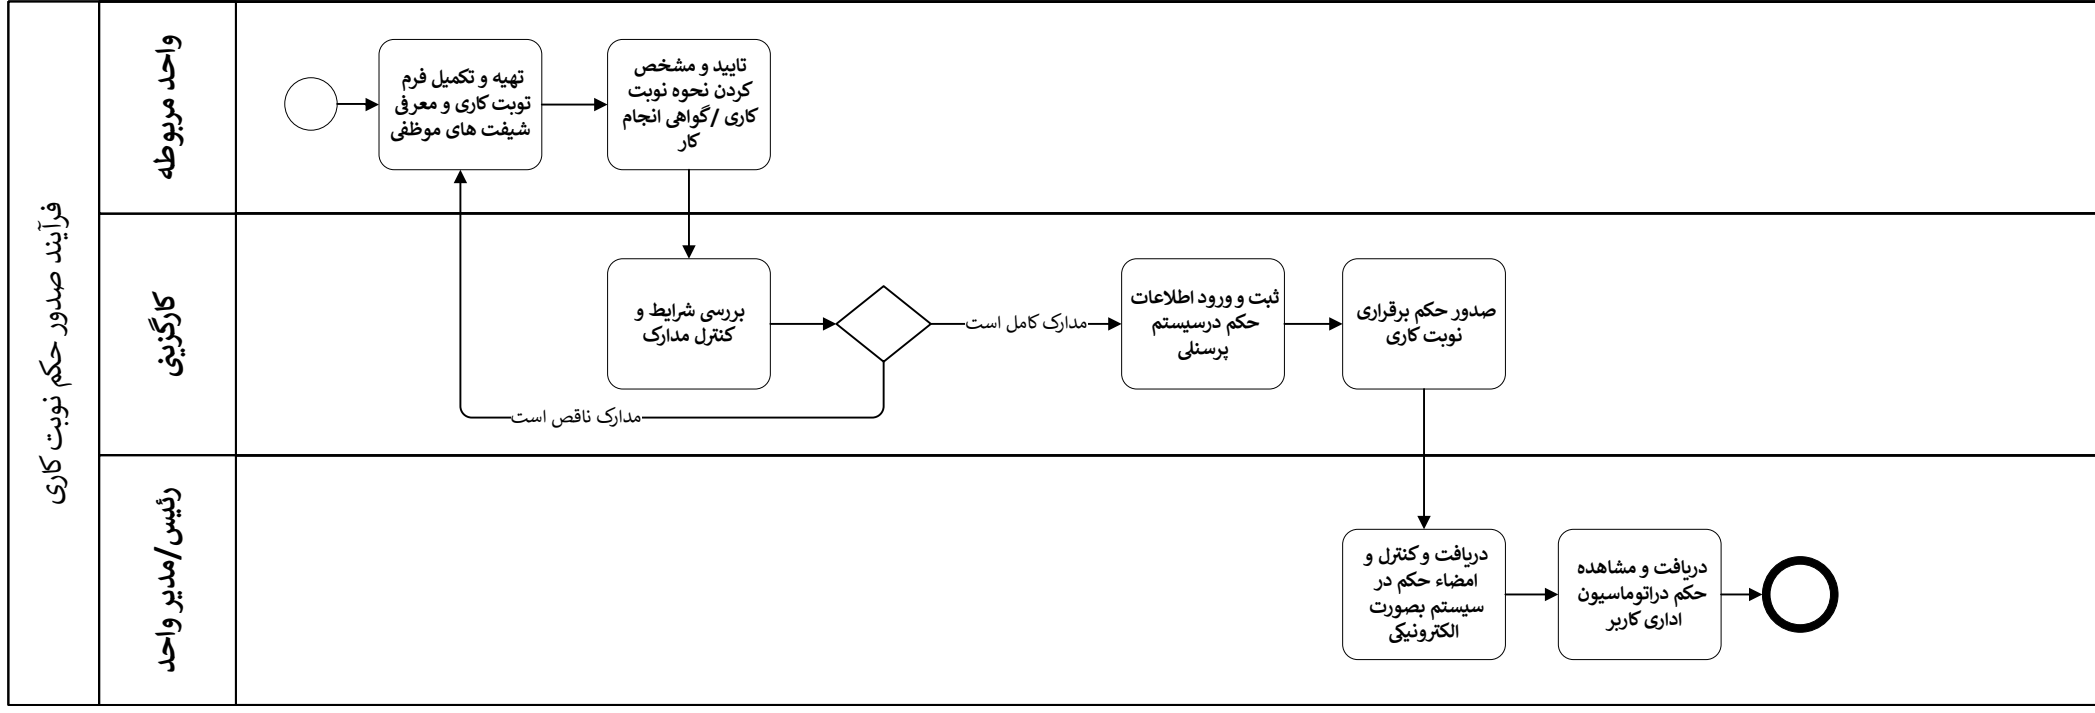 فرآیند صدور حکم نوبت کاری
واحد مربوطه
تهیه و تکمیل فرم
توبت کاری و معرفی
شیفت های موظفی
تایید و مشخص
کردن نحوه نوبت
کاری /گواهی انجام
کار
کارگزینی
بررسی شرایط و
کنترل مدارک
مدارک کامل است
مدارک ناقص است
ثبت و ورود اطلاعات
حکم درسیستم
پرسنلی
صدور حکم برقراری
نوبت کاری
رئیس/مدیر واحد
دریافت و کنترل و
امضاء حکم در
سیستم بصورت
الکترونیکی
دریافت و مشاهده
حکم دراتوماسیون
اداری کاربر